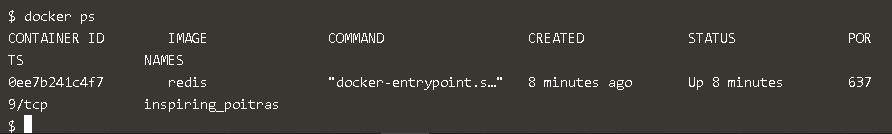 $ docker ps
CONTAINER ID        IMAGE               COMMAND                  CREATED             STATUS              POR
TS               NAMES
0ee7b241c4f7        redis               "docker-entrypoint.s…"   8 minutes ago       Up 8 minutes        637
9/tcp            inspiring_poitras
$